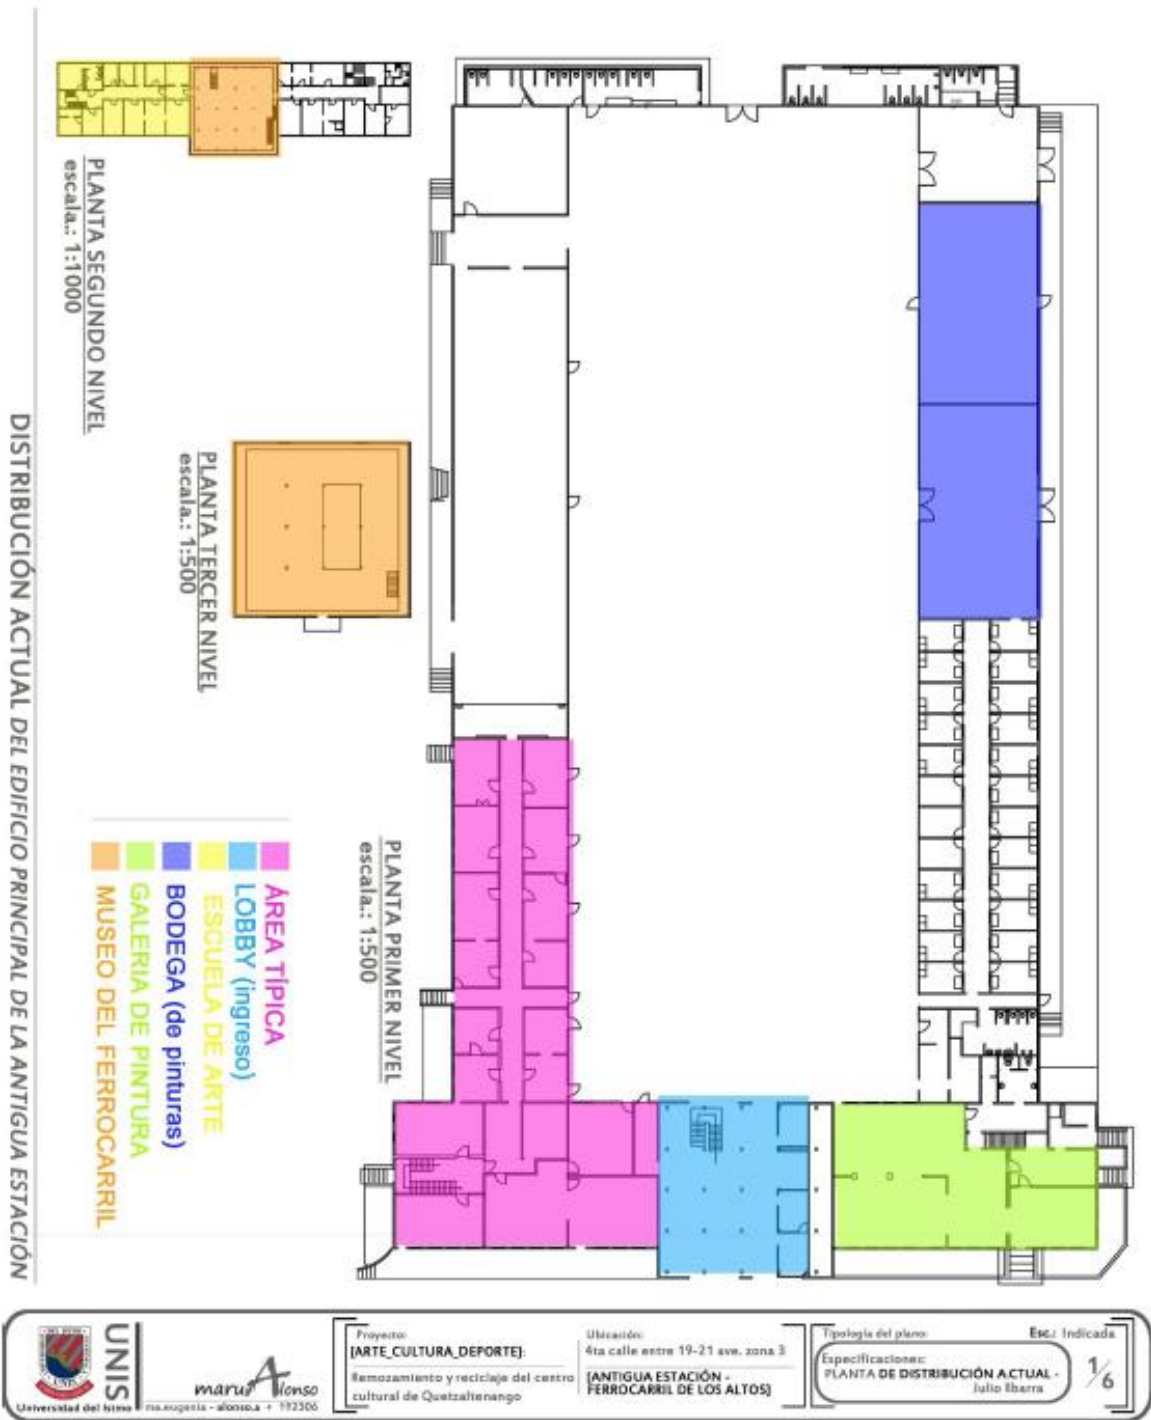 DISTRIBUCIÓN ACTUAL DEL EDIFICIO PRINCIPAL DE LA ANTIGUA ESTACIÓN
PLANTA SEGUNDO NIVEL
escala.: 1:1000
PLANTA TERCER NIVEL
escala.: 1:500
PLANTA PRIMER NIVEL
escala.: 1:500
ÁREA TÍPICA
LOBBY (ingreso)
ESCUELA DE ARTE
BODEGA (de pinturas)
GALERIA DE PINTURA
MUSEO DEL FERROCARRIL
UNIS
Universidad del Istmo
maru Alonso
ma.eugenia - alonso.a + 192306
Proyecto:
[ARTE_CULTURA_DEPORTE]:
Remozamiento y reciclaje del centro
cultural de Quetzaltenango
Ubicación:
4ta calle entre 19-21 ave. zona 3
[ANTIGUA ESTACIÓN -
FERROCARRIL DE LOS ALTOS]
Tipología del plano:
Esc.: Indicada
Especificaciones:
PLANTA DE DISTRIBUCIÓN ACTUAL -
Julio Ibarra
1/6